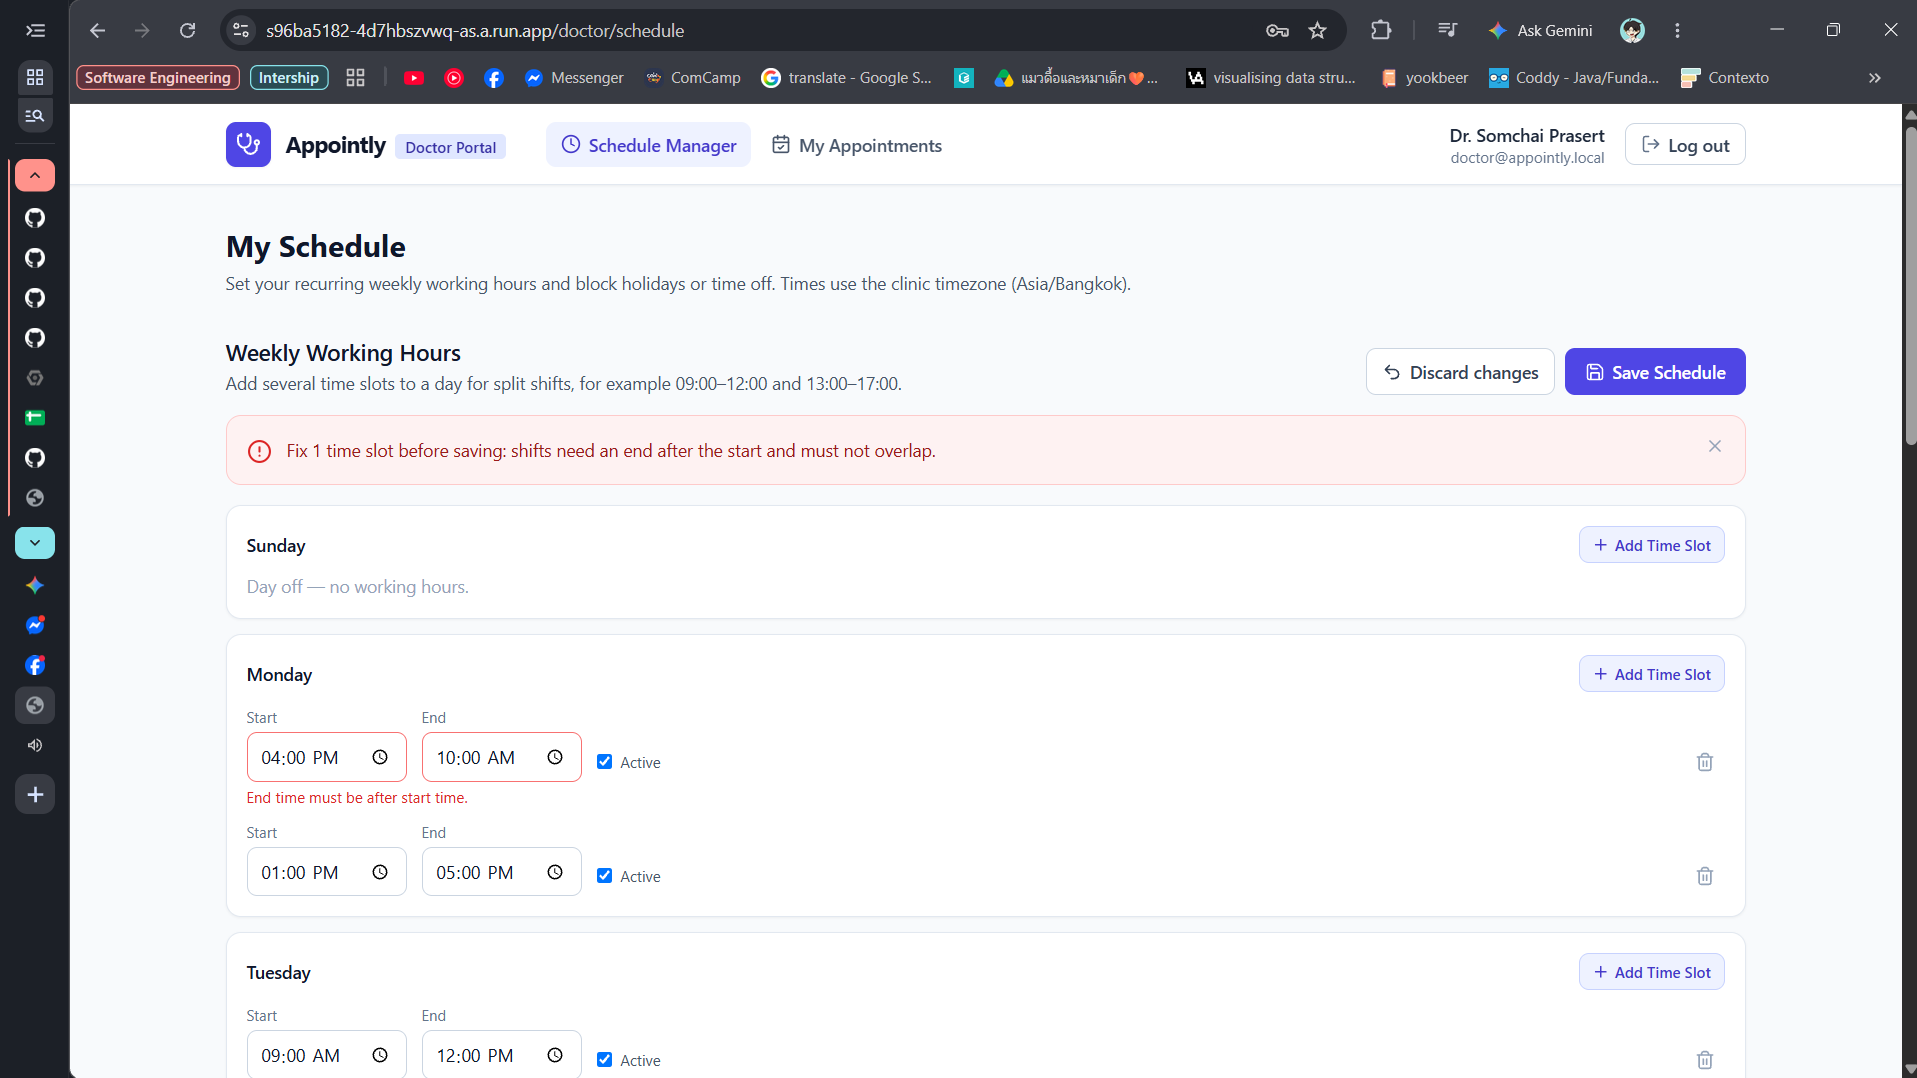 s96ba5182-4d7hbszvwq-as.a.run.app/doctor/schedule
Ask Gemini
Software Engineering
Intership
Messenger
ComCamp
translate - Google S...
แมวดื้อและหมาเด็ก❤️...
visualising data stru...
yookbeer
Coddy - Java/Funda...
Contexto
Appointly
Doctor Portal
Schedule Manager
My Appointments
Dr. Somchai Prasert
doctor@appointly.local
Log out
My Schedule
Set your recurring weekly working hours and block holidays or time off. Times use the clinic timezone (Asia/Bangkok).
Weekly Working Hours
Add several time slots to a day for split shifts, for example 09:00–12:00 and 13:00–17:00.
Discard changes
Save Schedule
Fix 1 time slot before saving: shifts need an end after the start and must not overlap.
Sunday
Add Time Slot
Day off — no working hours.
Monday
Add Time Slot
Start
End
04:00 PM
10:00 AM
Active
End time must be after start time.
Start
End
01:00 PM
05:00 PM
Active
Tuesday
Add Time Slot
Start
End
09:00 AM
12:00 PM
Active